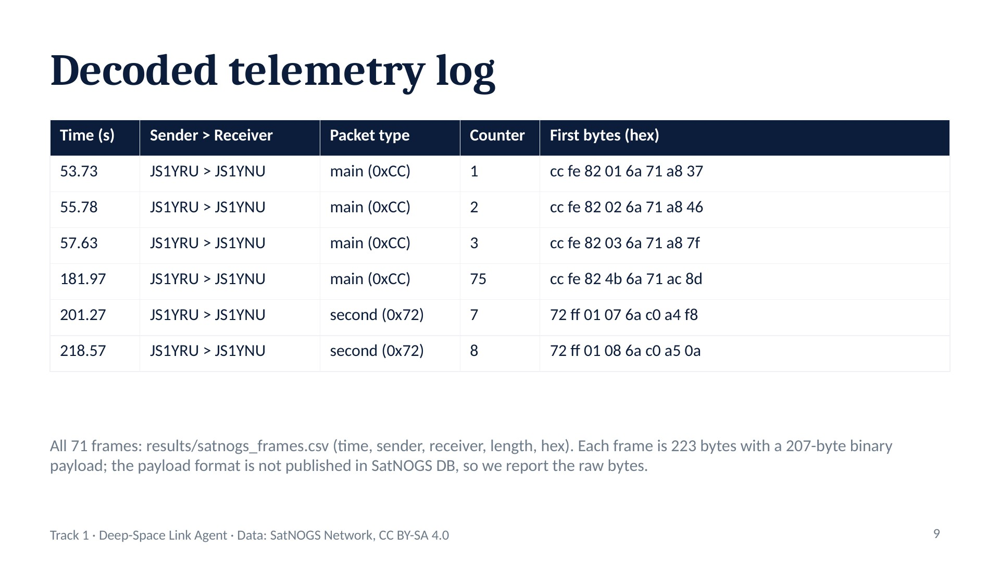 Decoded telemetry log
Time (s) Sender > Receiver Packet type Counter First bytes (hex)
53.73 JS1YRU > JS1YNU main (0xCC) 1 cc fe 82 01 6a 71 a8 37
55.78 JS1YRU > JS1YNU main (0xCC) 2 cc fe 82 02 6a 71 a8 46
57.63 JS1YRU > JS1YNU main (0xCC) 3 cc fe 82 03 6a 71 a8 7f
181.97 JS1YRU > JS1YNU main (0xCC) 75 cc fe 82 4b 6a 71 ac 8d
201.27 JS1YRU > JS1YNU second (0x72) 7 72 ff 01 07 6a c0 a4 f8
218.57 JS1YRU > JS1YNU second (0x72) 8 72 ff 01 08 6a c0 a5 0a
All 71 frames: results/satnogs_frames.csv (time, sender, receiver, length, hex). Each frame is 223 bytes with a 207-byte binary
payload; the payload format is not published in SatNOGS DB, so we report the raw bytes.
Track 1 · Deep-Space Link Agent · Data: SatNOGS Network, CC BY-SA 4.0
9